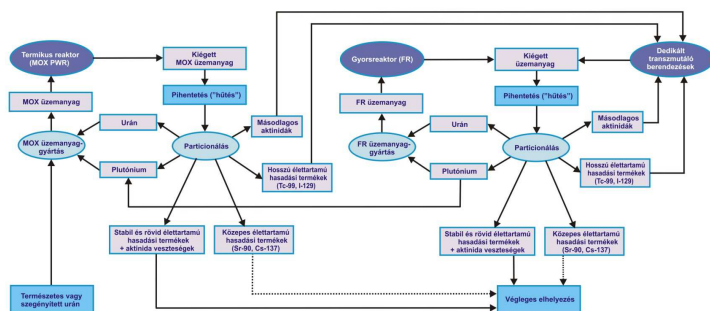 Termikus reaktor
(MOX PWR)
Kiégett
MOX üzemanyag
MOX üzemanyag
Pihentetés ("hűtés")
Urán
Másodlagos
aktinidák
MOX üzemanyag-
gyártás
Particionálás
Plutónium
Hosszú élettartamú
hasadási termékek
(Tc-99, I-129)
Stabil és rövid élettartamú
hasadási termékek
+ aktinida veszteségek
Közepes élettartamú
hasadási termékek
(Sr-90, Cs-137)
Természetes vagy
szegényített urán
Gyorsreaktor (FR)
Kiégett
üzemanyag
Dedikált
transzmutáló
berendezések
FR üzemanyag
Pihentetés ("hűtés")
Urán
Másodlagos
aktinidák
FR üzemanyag-
gyártás
Particionálás
Plutónium
Hosszú élettartamú
hasadási termékek
(Tc-99, I-129)
Stabil és rövid élettartamú
hasadási termékek
+ aktinida veszteségek
Közepes élettartamú
hasadási termékek
(Sr-90, Cs-137)
Végleges elhelyezés